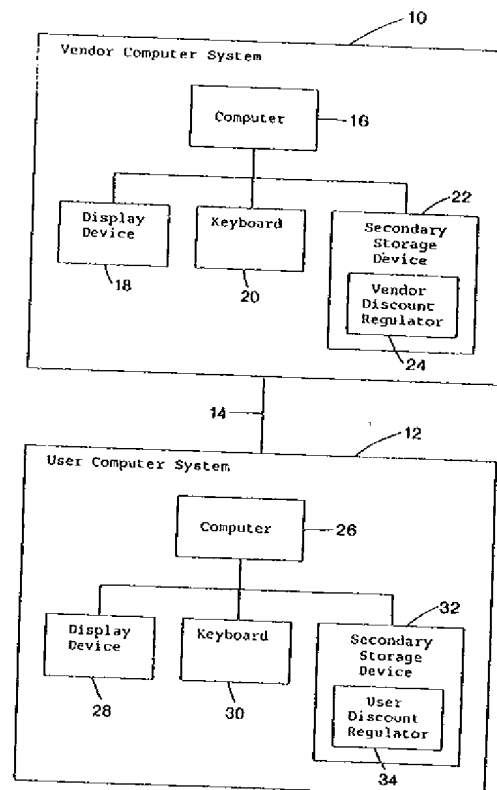 10
Vendor Computer System
Computer
16
Display
Device
18
Keyboard
20
22
Secondary
Storage
Device
Vendor
Discount
Regulator
24
14
12
User Computer System
Computer
26
Display
Device
28
Keyboard
30
32
Secondary
Storage
Device
User
Discount
Regulator
34